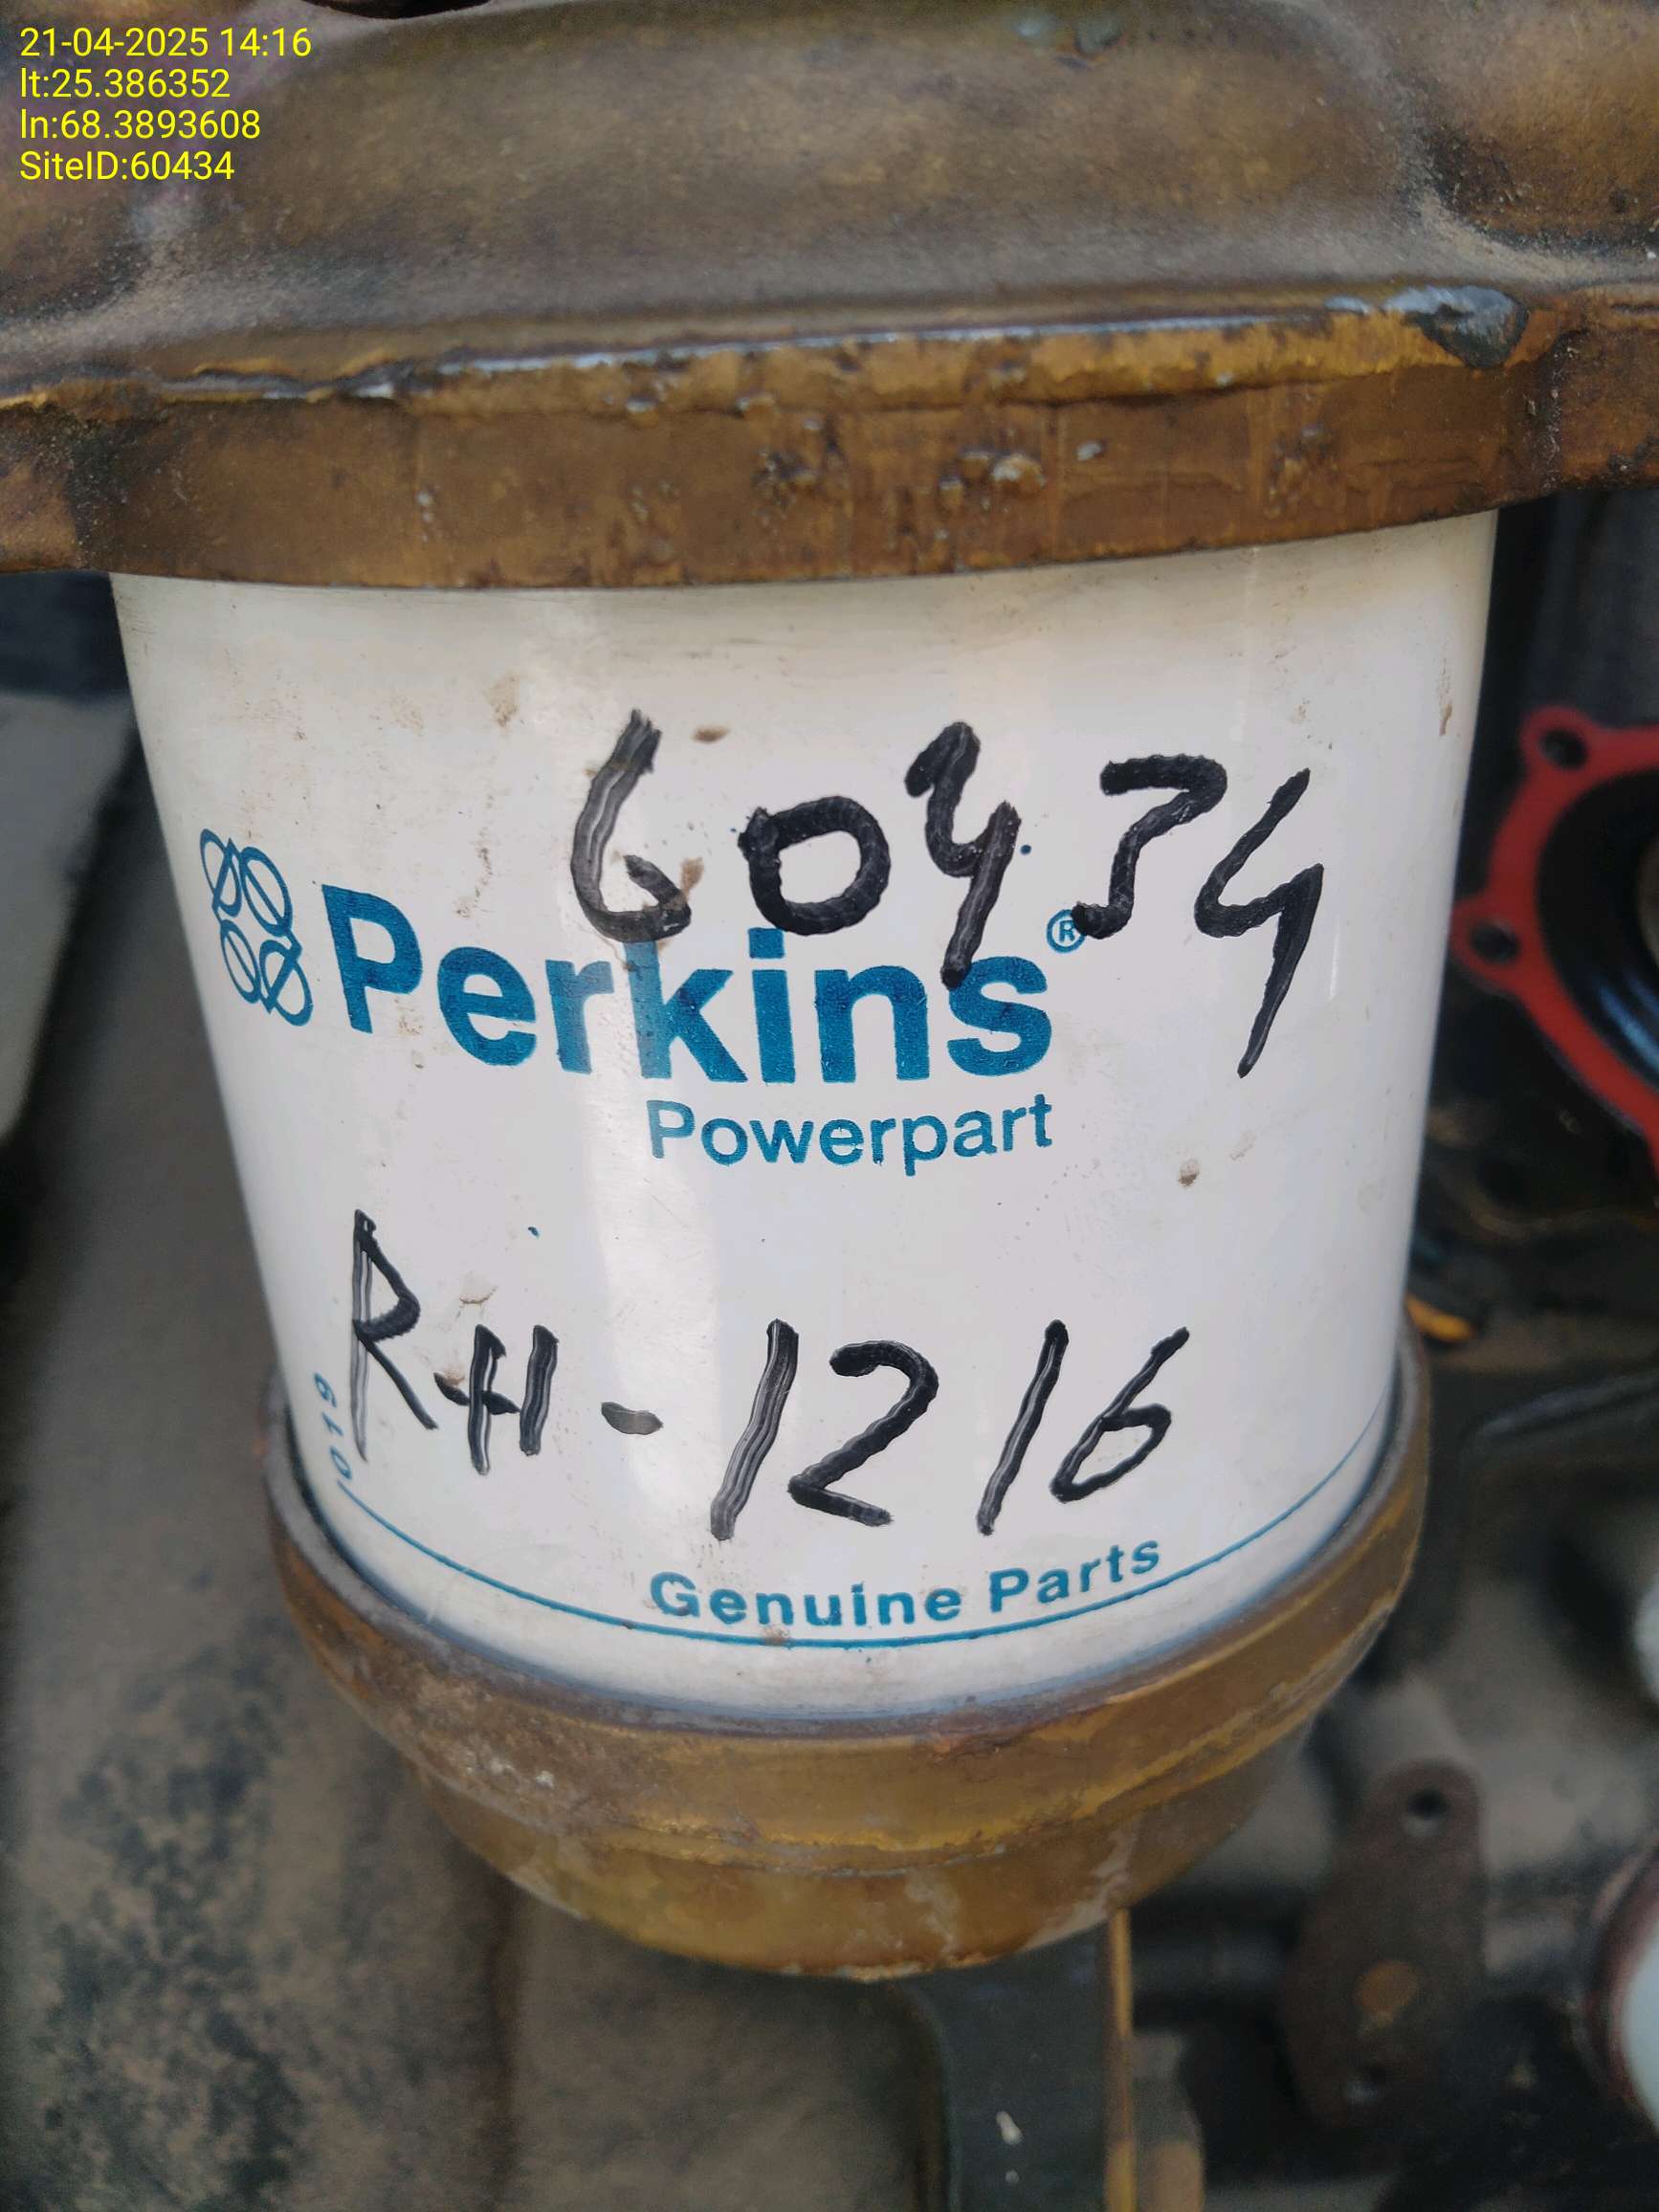 21-04-2025 14:16
lt:25.386352
ln:68.3893608
SiteID:60434
60434
Perkins®
Powerpart
RH-1216
0119
Genuine Parts